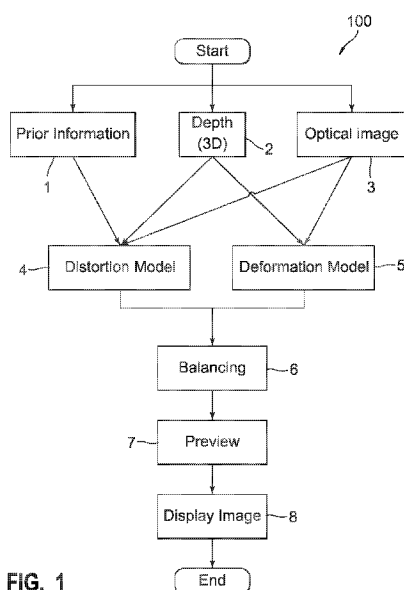 100
Start
Prior Information
Depth
(3D)
Optical image
1
2
3
4
Distortion Model
Deformation Model
5
Balancing
6
7
Preview
Display Image
8
End
FIG. 1